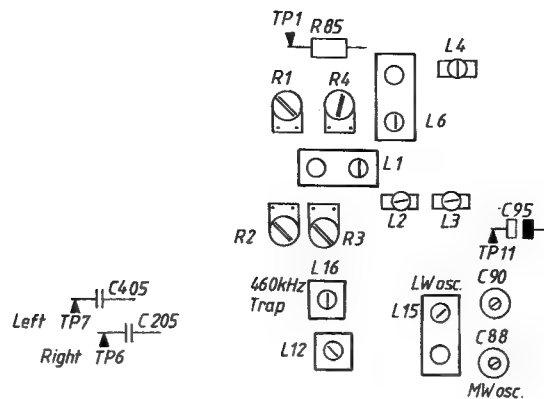 TP1
R85
L4
R1
R4
L6
L1
L2
L3
C95
R2
R3
TP11
L16
460kHz
Trap
LW osc.
C90
C405
L15
Left TP7
C205
C88
Right TP6
L12
MW osc.